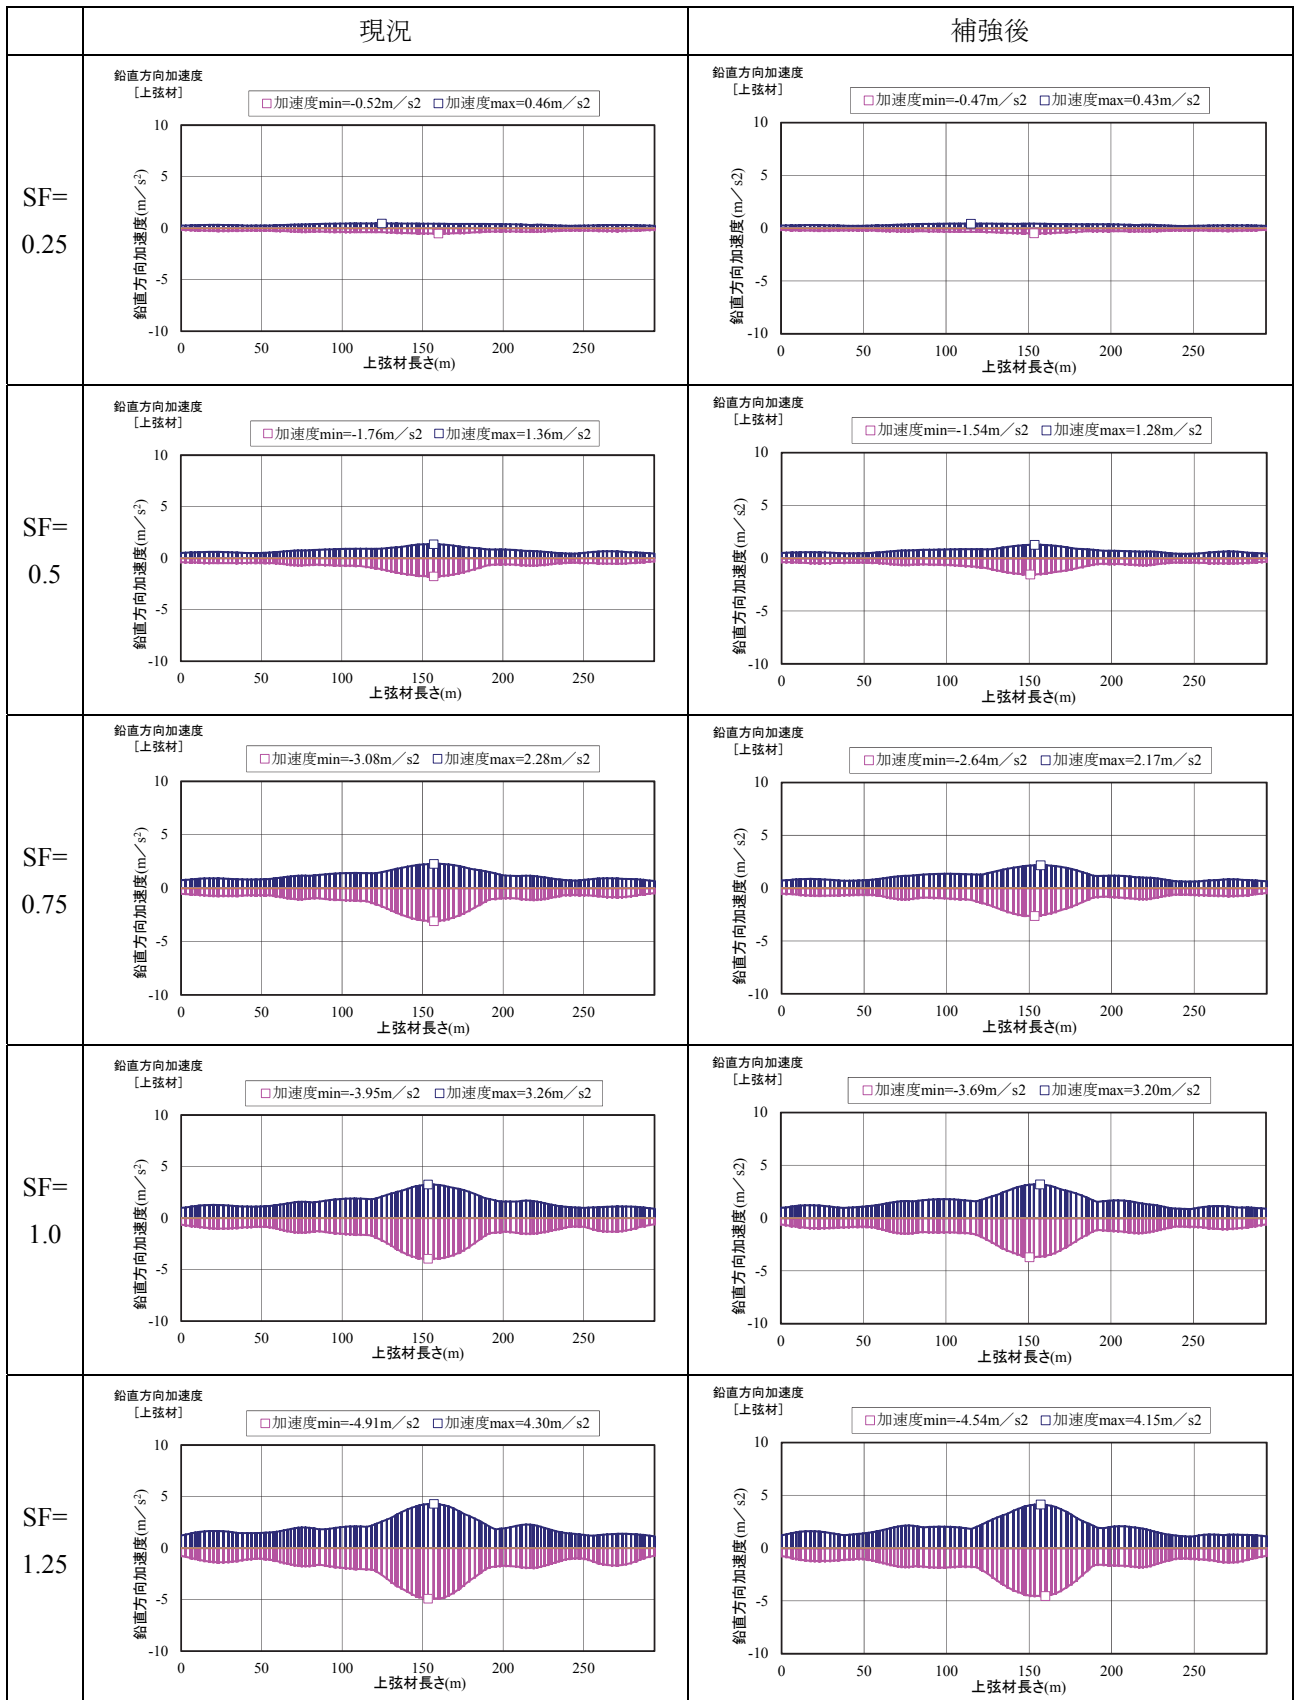 現況
補強後
SF=
0.25
鉛直方向加速度
[上弦材]
加速度min=-0.52m／s2 加速度max=0.46m／s2
鉛直方向加速度(m／s²)
10
5
0
-5
-10
0 50 100 150 200 250
上弦材長さ(m)
鉛直方向加速度
[上弦材]
加速度min=-0.47m／s2 加速度max=0.43m／s2
鉛直方向加速度(m／s2)
10
5
0
-5
-10
0 50 100 150 200 250
上弦材長さ(m)
SF=
0.5
鉛直方向加速度
[上弦材]
加速度min=-1.76m／s2 加速度max=1.36m／s2
鉛直方向加速度(m／s²)
10
5
0
-5
-10
0 50 100 150 200 250
上弦材長さ(m)
鉛直方向加速度
[上弦材]
加速度min=-1.54m／s2 加速度max=1.28m／s2
鉛直方向加速度(m／s2)
10
5
0
-5
-10
0 50 100 150 200 250
上弦材長さ(m)
SF=
0.75
鉛直方向加速度
[上弦材]
加速度min=-3.08m／s2 加速度max=2.28m／s2
鉛直方向加速度(m／s²)
10
5
0
-5
-10
0 50 100 150 200 250
上弦材長さ(m)
鉛直方向加速度
[上弦材]
加速度min=-2.64m／s2 加速度max=2.17m／s2
鉛直方向加速度(m／s2)
10
5
0
-5
-10
0 50 100 150 200 250
上弦材長さ(m)
SF=
1.0
鉛直方向加速度
[上弦材]
加速度min=-3.95m／s2 加速度max=3.26m／s2
鉛直方向加速度(m／s²)
10
5
0
-5
-10
0 50 100 150 200 250
上弦材長さ(m)
鉛直方向加速度
[上弦材]
加速度min=-3.69m／s2 加速度max=3.20m／s2
鉛直方向加速度(m／s2)
10
5
0
-5
-10
0 50 100 150 200 250
上弦材長さ(m)
SF=
1.25
鉛直方向加速度
[上弦材]
加速度min=-4.91m／s2 加速度max=4.30m／s2
鉛直方向加速度(m／s²)
10
5
0
-5
-10
0 50 100 150 200 250
上弦材長さ(m)
鉛直方向加速度
[上弦材]
加速度min=-4.54m／s2 加速度max=4.15m／s2
鉛直方向加速度(m／s2)
10
5
0
-5
-10
0 50 100 150 200 250
上弦材長さ(m)